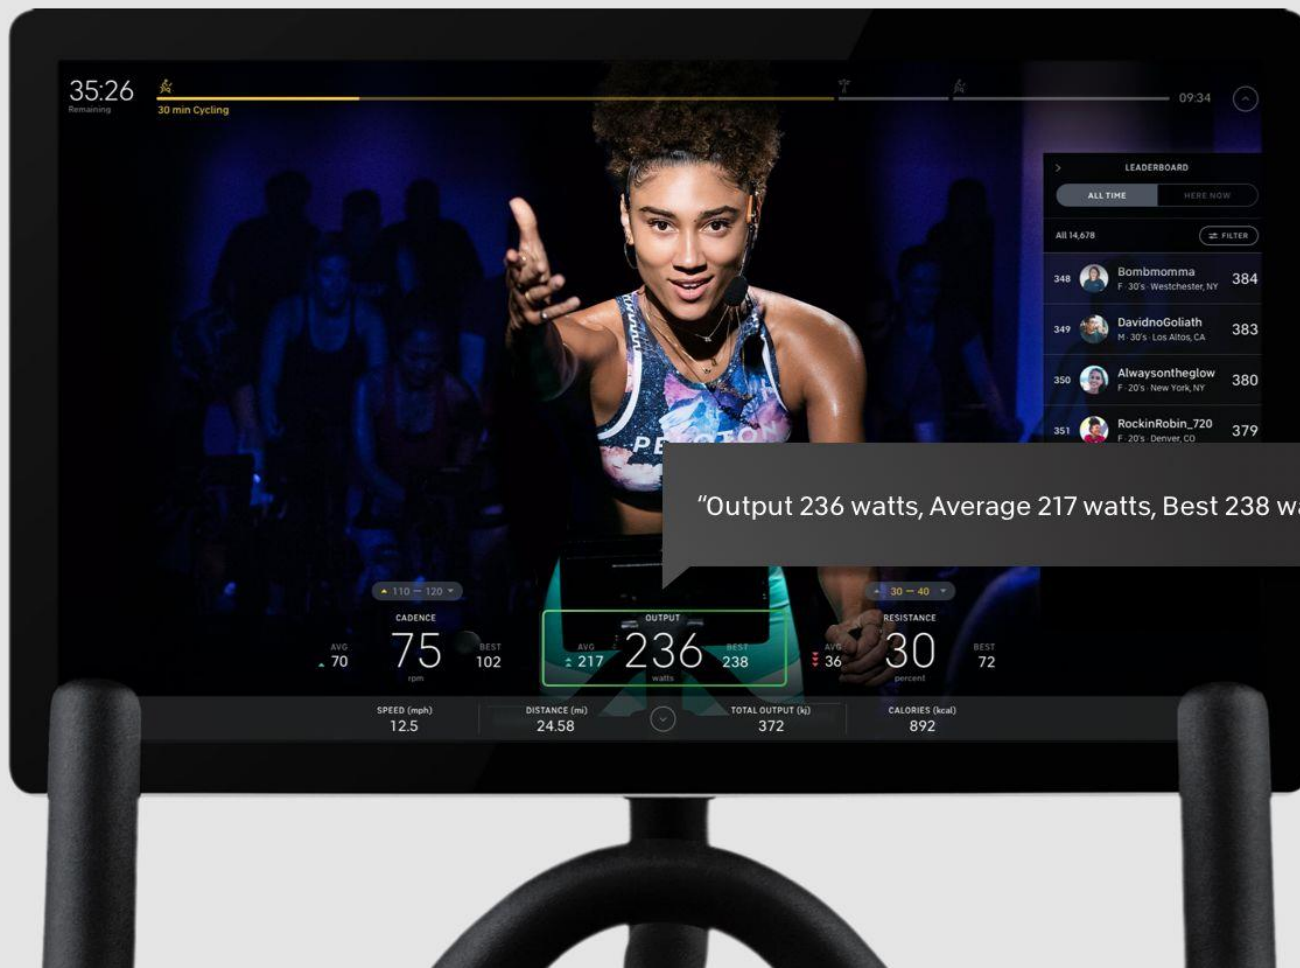 35:26
Remaining
30 min Cycling
09:34
LEADERBOARD
ALL TIME
HERE NOW
All 14,678
FILTER
348 Bombmomma 384
F · 30's · Westchester, NY
349 DavidnoGoliath 383
M · 30's · Los Altos, CA
350 Alwaysontheglow 380
F · 20's · New York, NY
351 RockinRobin_720 379
F · 20's · Denver, CO
"Output 236 watts, Average 217 watts, Best 238
110 — 120
30 — 40
CADENCE
AVG
70
75
rpm
BEST
102
OUTPUT
AVG
217
236
watts
BEST
238
RESISTANCE
AVG
36
30
percent
BEST
72
SPEED (mph)
12.5
DISTANCE (mi)
24.58
TOTAL OUTPUT (kj)
372
CALORIES (kcal)
892